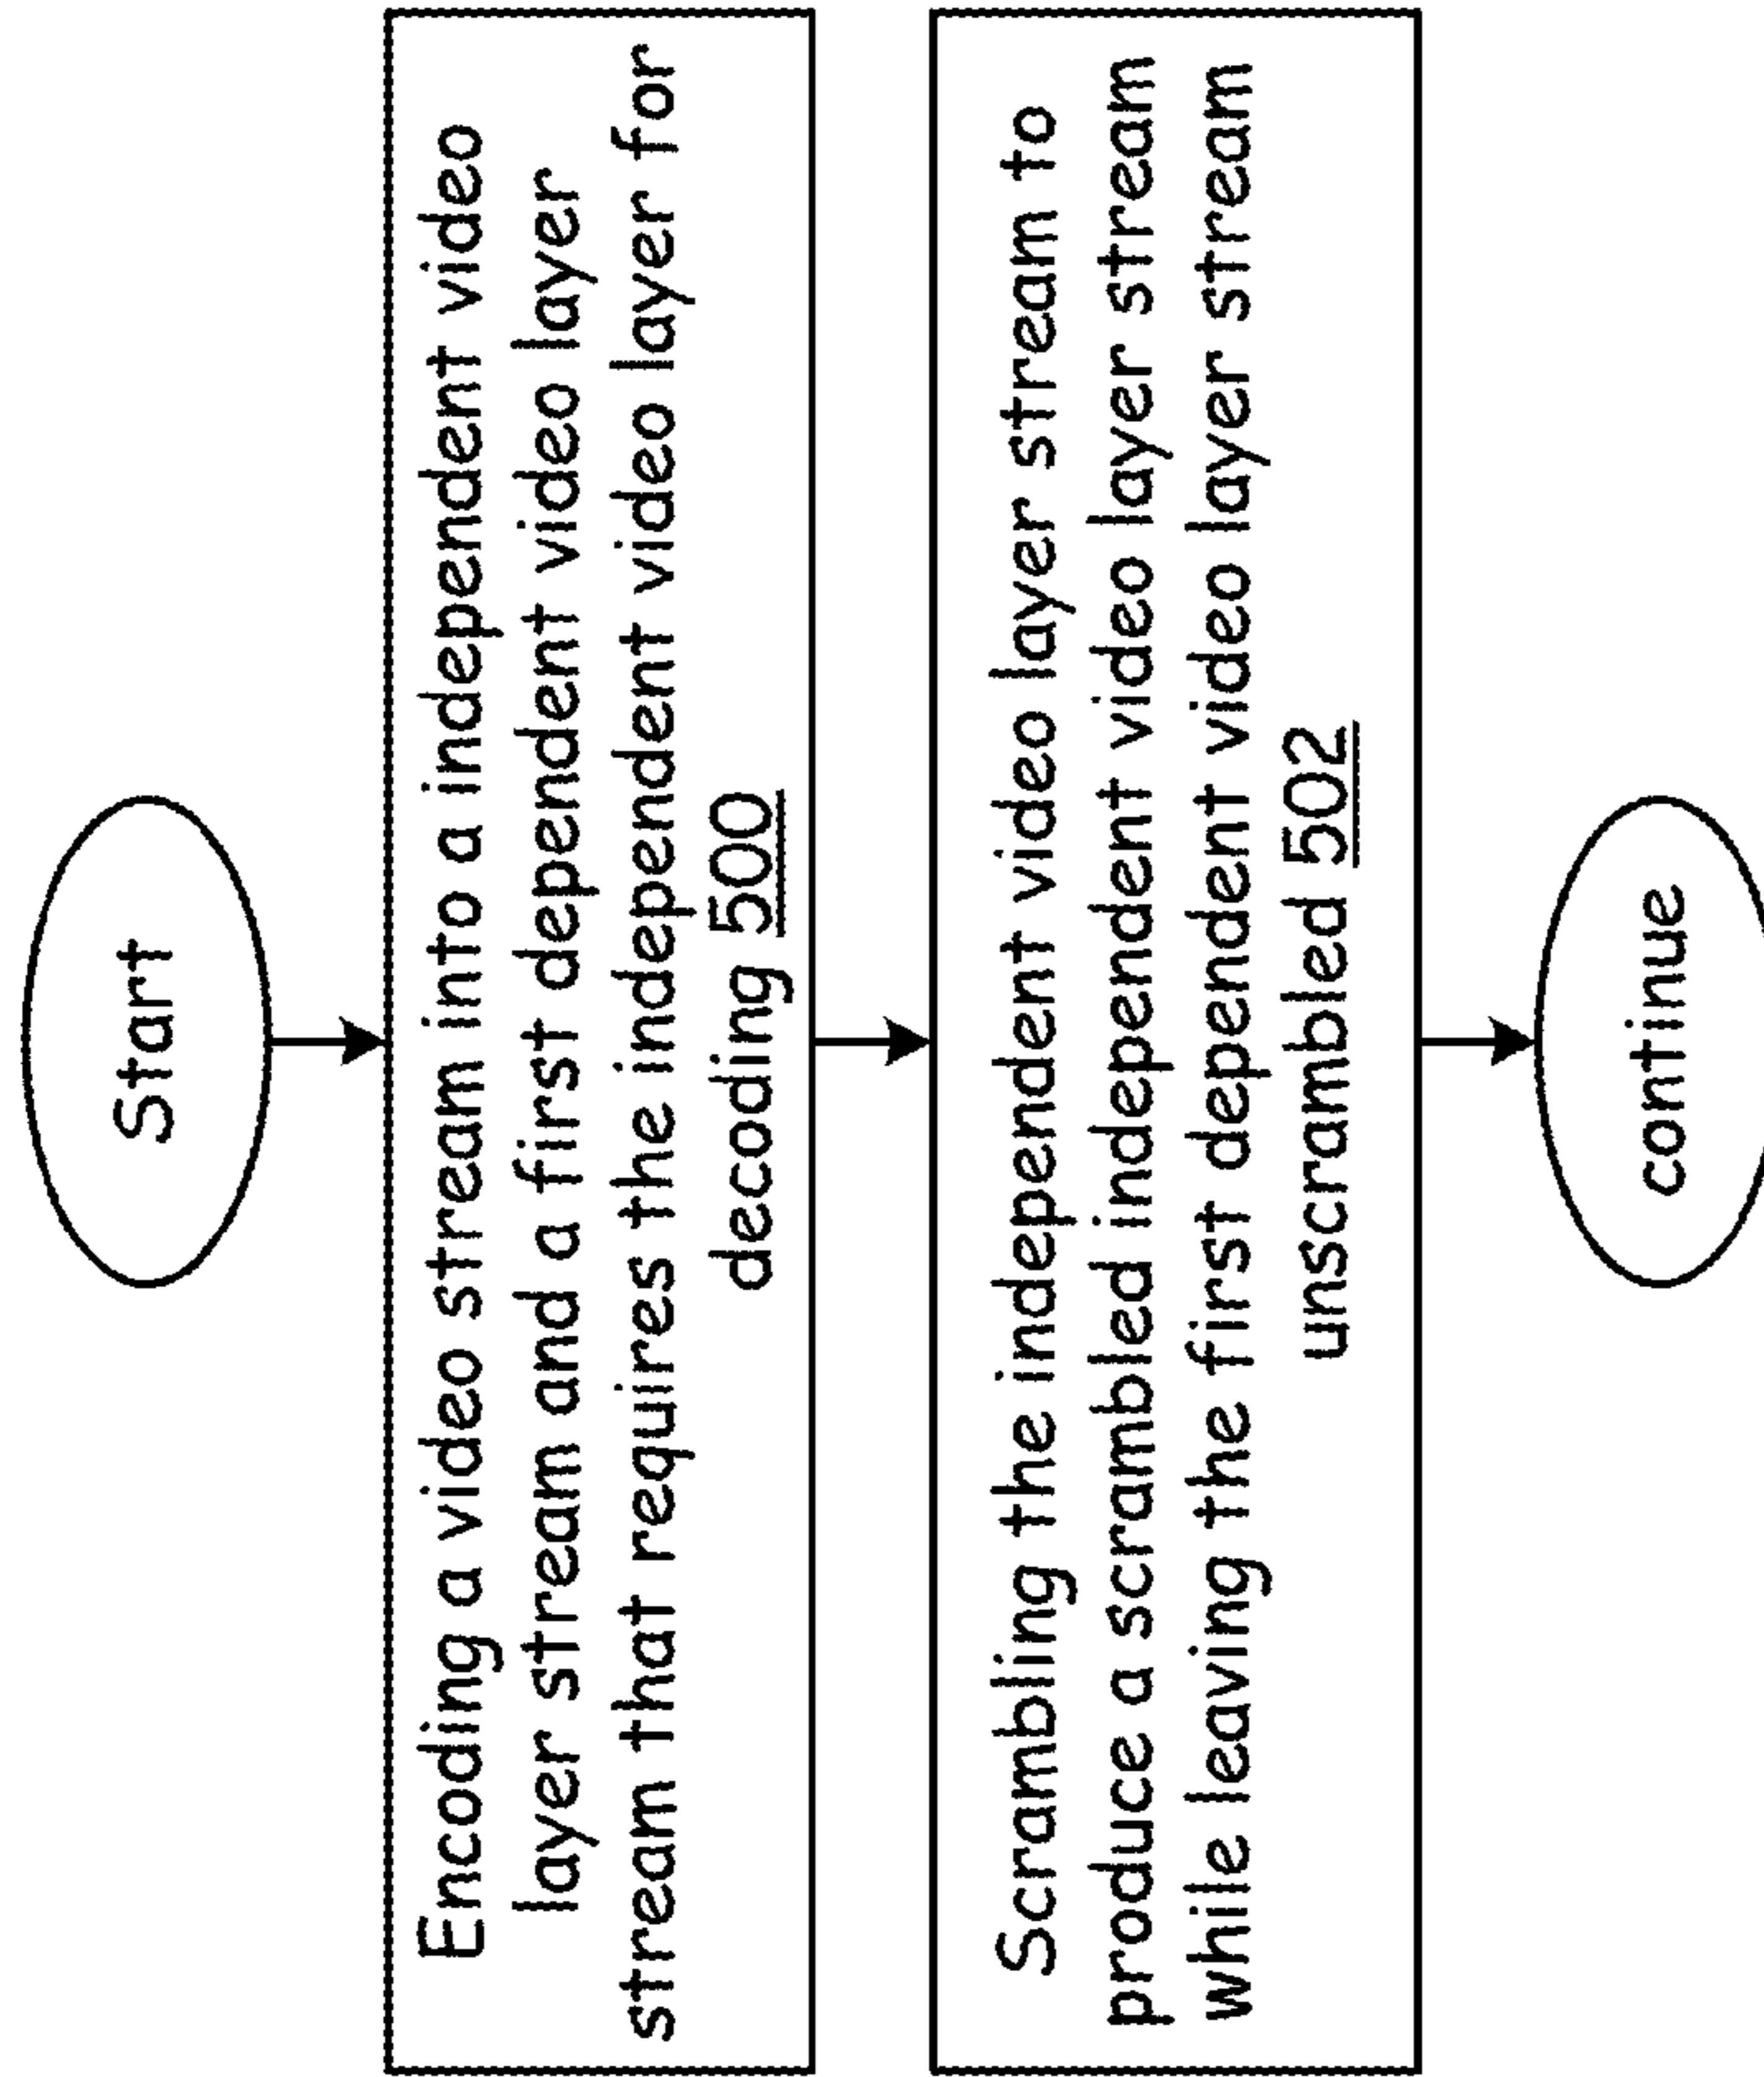 Start
Encoding a video stream into a independent video
layer stream and a first dependent video layer
stream that requires the independent video layer for
decoding 500
Scrambling the independent video layer stream to
produce a scrambled independent video layer stream
while leaving the first dependent video layer stream
unscrambled 502
continue